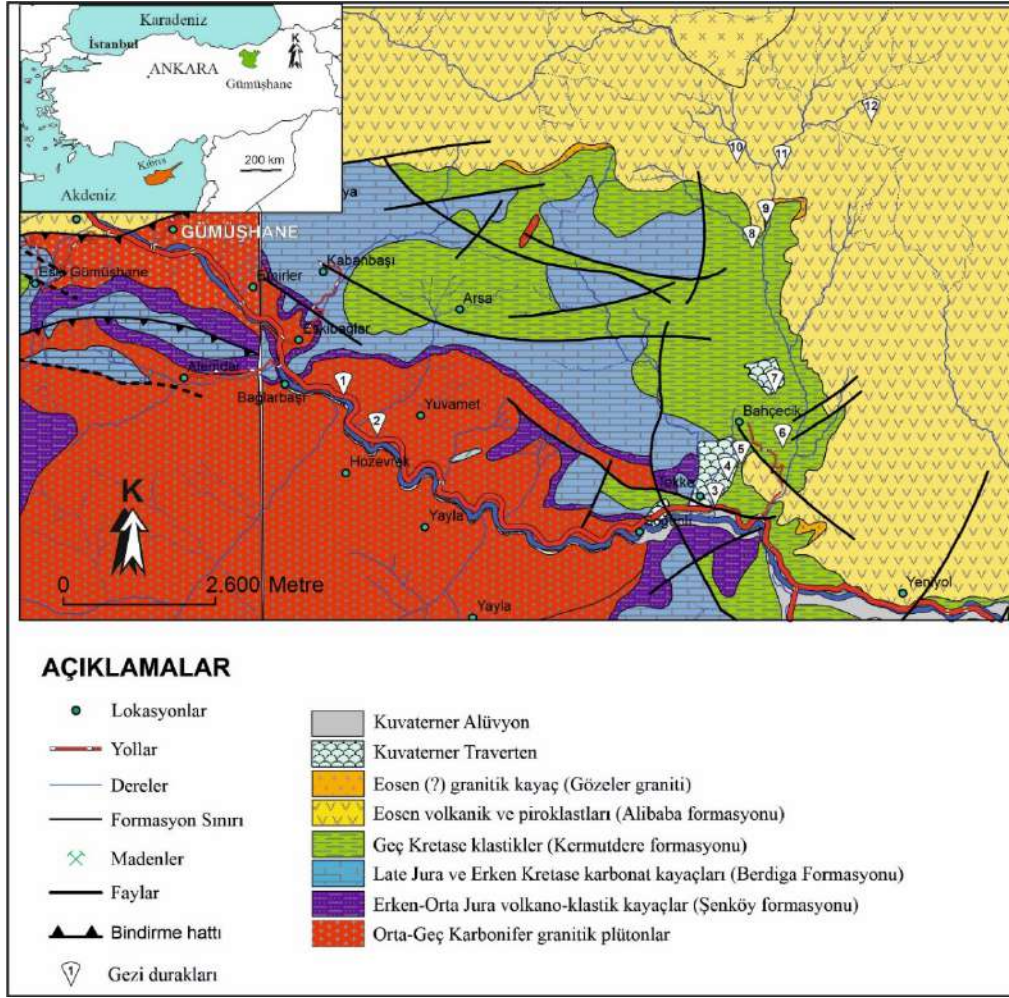 Karadeniz
İstanbul
ANKARA
K
Gümüşhane
Kıbrıs
200 km
Akdeniz
12
10
11
9
8
GÜMÜŞHANE
Eski Gümüşhane
Emirler
Kabanbaşı
Arsa
Eskibağlar
Alemdar
Bağlarbaşı
1
Yuvamet
2
7
Bahçecik
6
5
4
3
Hozevrek
Tekke
Yayla
K
0 2.600 Metre
Yeniyol
Yayla
AÇIKLAMALAR
Lokasyonlar
Yollar
Dereler
Formasyon Sınırı
Madenler
Faylar
Bindirme hattı
1 Gezi durakları
Kuvaterner Alüvyon
Kuvaterner Traverten
Eosen (?) granitik kayaç (Gözeler graniti)
Eosen volkanik ve piroklastları (Alibaba formasyonu)
Geç Kretase klastikler (Kermutdere formasyonu)
Late Jura ve Erken Kretase karbonat kayaçları (Berdiga Formasyonu)
Erken-Orta Jura volkano-klastik kayaçlar (Şenköy formasyonu)
Orta-Geç Karbonifer granitik plütonlar